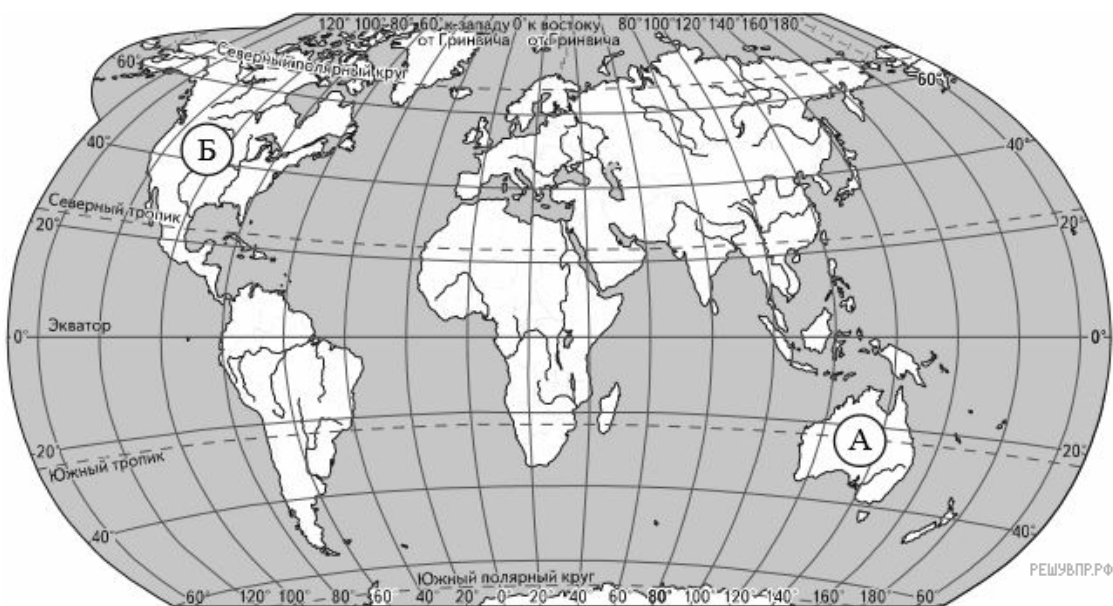 120° 100° 80° 60° к западу 0° к востоку 80° 100° 120° 140° 160° 180°
от Гринвича от Гринвича
Северный полярный круг
60° 60°
Б
40° 40°
Северный тропик
20° 20°
Экватор
0° 0°
А
20° 20°
Южный тропик
40° 40°
РЕШУВПР.РФ
Южный полярный круг
60° 120° 100° 80° 60° 40° 20° 0° 20° 40° 60° 80° 100° 120° 140° 160° 180° 60